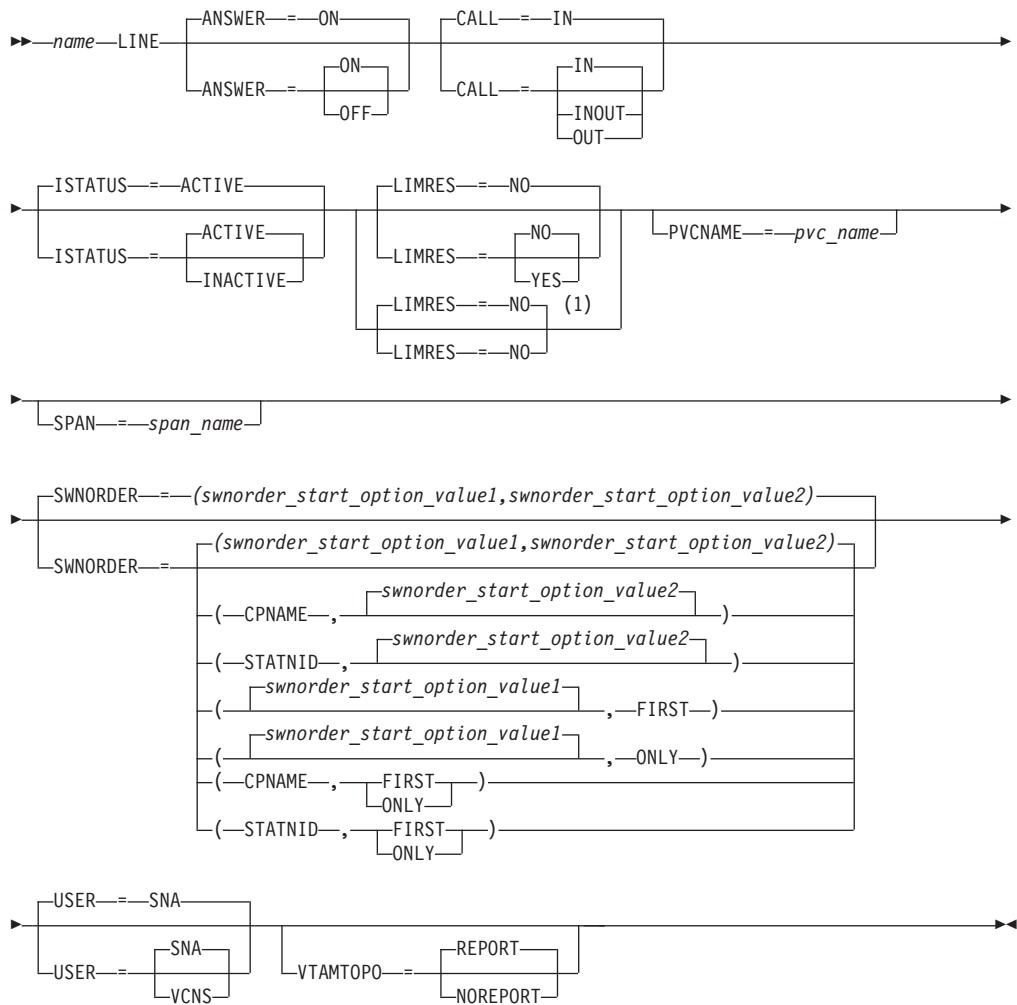 ANSWER = ON CALL = IN
name LINE
ON IN
ANSWER = CALL =
OFF INOUT
OUT
ISTATUS = ACTIVE LIMRES = NO
ACTIVE NO PVCNAME = pvc_name
ISTATUS = LIMRES =
INACTIVE YES
LIMRES = NO (1)
LIMRES = NO
SPAN = span_name
SWNORDER = (swnorder_start_option_value1,swnorder_start_option_value2)
(swnorder_start_option_value1,swnorder_start_option_value2)
SWNORDER =
swnorder_start_option_value2
( CPNAME , )
swnorder_start_option_value2
( STATNID , )
swnorder_start_option_value1
( , FIRST )
swnorder_start_option_value1
( , ONLY )
( CPNAME , FIRST )
ONLY
( STATNID , FIRST )
ONLY
USER = SNA
SNA REPORT
USER = VTAMTOPO =
VCNS NOREPORT